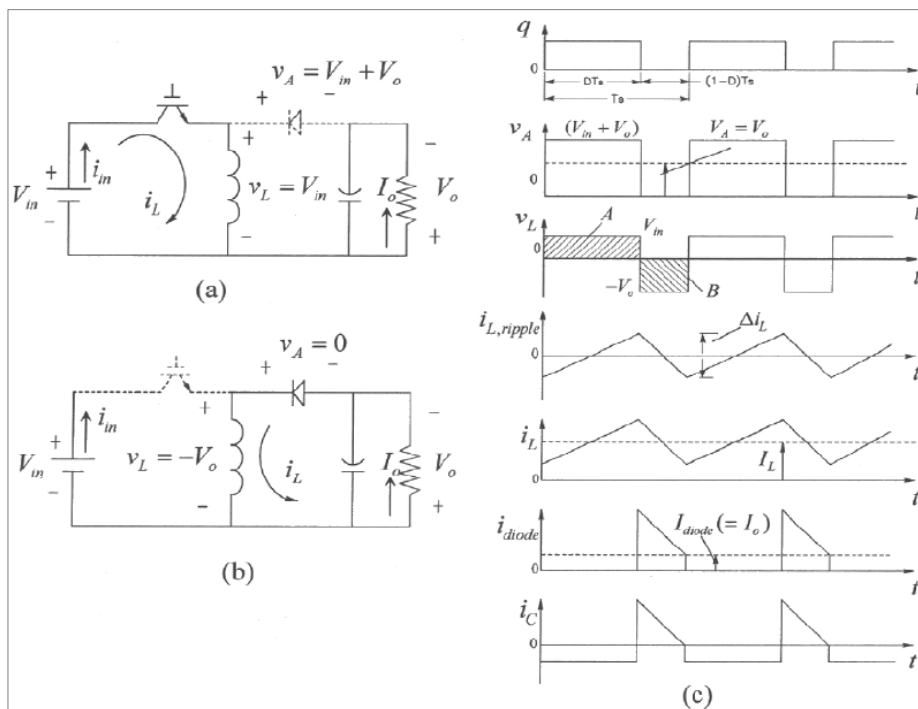 v_A = V_in + V_o
+ −
+
i_in
V_in
−
i_L
+
v_L = V_in
−
−
I_o
V_o
+
(a)
v_A = 0
+ −
+
i_in
V_in
−
+
v_L = −V_o
−
i_L
−
I_o
V_o
+
(b)
q
0
DTs
(1-D)Ts
Ts
t
v_A
(V_in + V_o)
V_A = V_o
0
t
v_L
A
V_in
0
−V_o
B
t
i_L,ripple
Δi_L
0
t
i_L
I_L
0
t
i_diode
I_diode (= I_o)
0
t
i_C
0
t
(c)